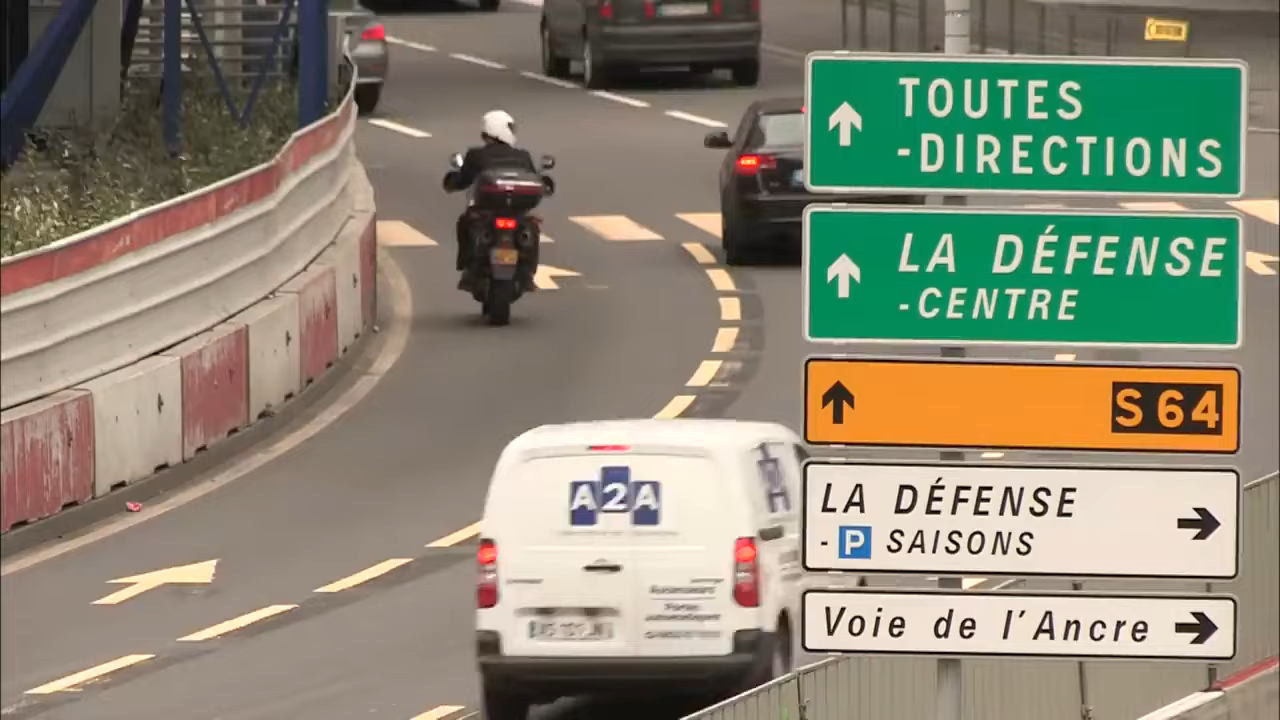 TOUTES
-DIRECTIONS
LA DÉFENSE
-CENTRE
S 64
LA DÉFENSE
- P SAISONS
Voie de l'Ancre
A2A